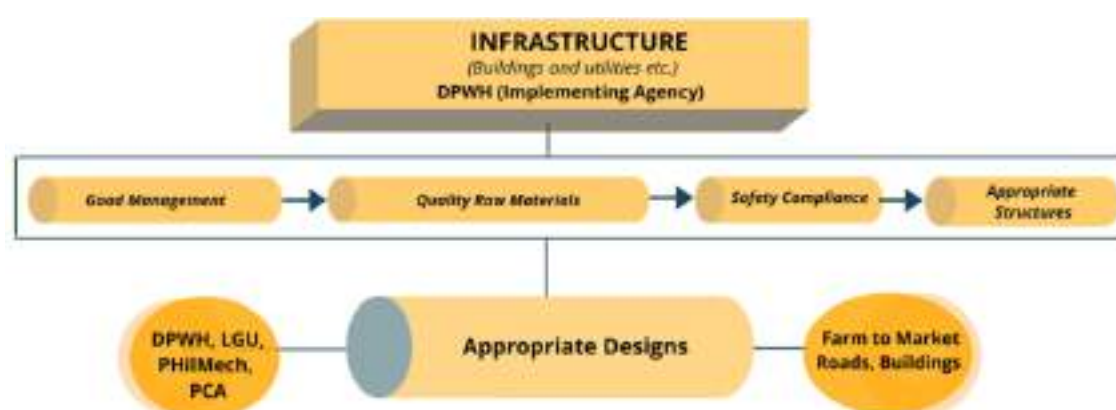 INFRASTRUCTURE
(Buildings and utilities etc.)
DPWH (Implementing Agency)
Good Management
Quality Raw Materials
Safety Compliance
Appropriate
Structures
DPWH, LGU,
PHilMech,
PCA
Appropriate Designs
Farm to Market
Roads, Buildings